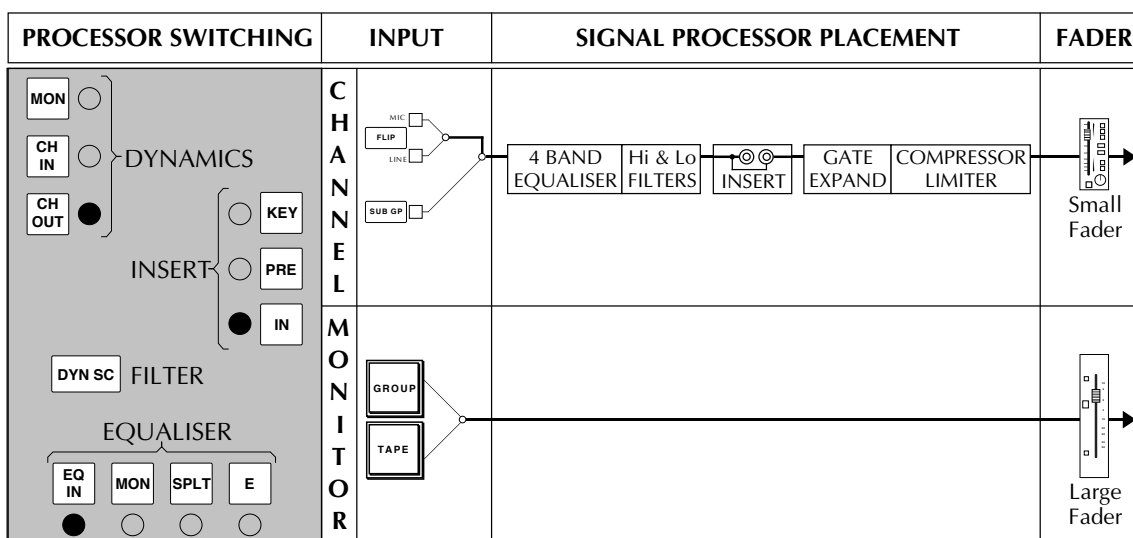 PROCESSOR SWITCHING
INPUT
SIGNAL PROCESSOR PLACEMENT
FADER
MON
CH
IN
CH
OUT
DYNAMICS
KEY
PRE
IN
INSERT
DYN SC
FILTER
EQUALISER
EQ
IN
MON
SPLT
E
CHANNEL
MIC
FLIP
LINE
SUB GP
4 BAND
EQUALISER
Hi & Lo
FILTERS
INSERT
GATE
EXPAND
COMPRESSOR
LIMITER
Small
Fader
MONITOR
GROUP
TAPE
Large
Fader